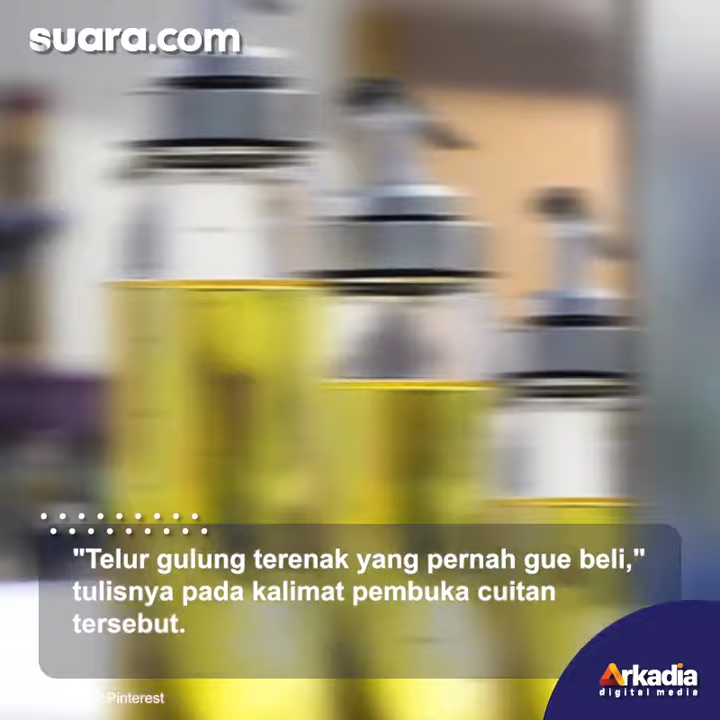 suara.com
"Telur gulung terenak yang pernah gue beli,"
tulisnya pada kalimat pembuka cuitan
tersebut.
Pinterest
Arkadia
digital media